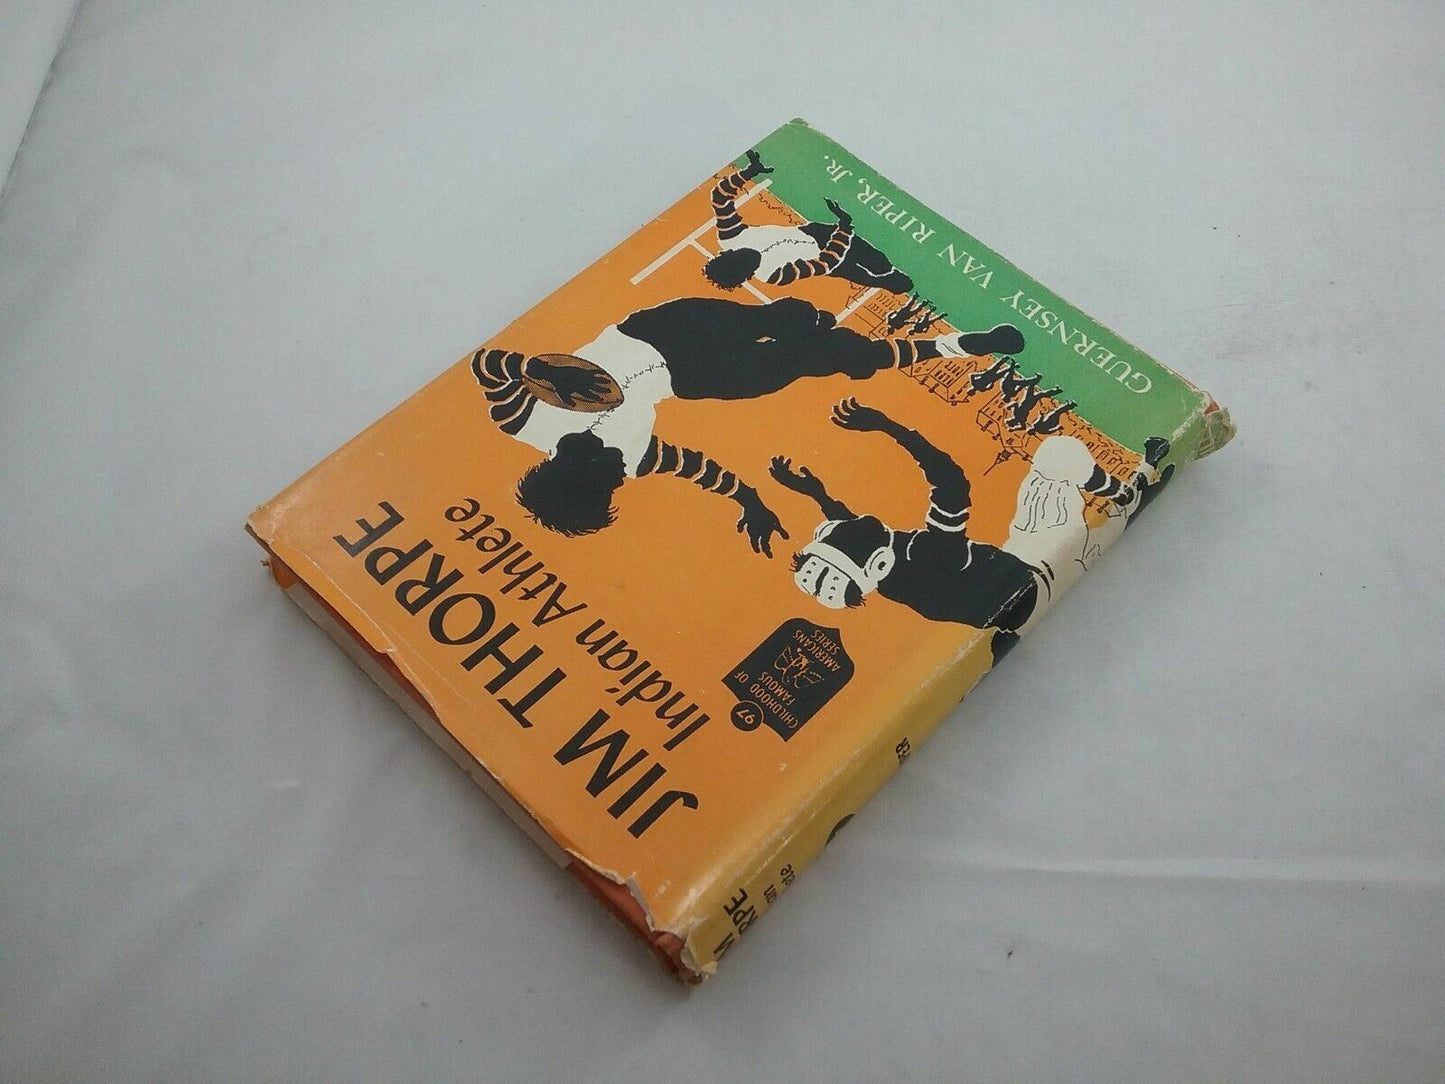 JIM THORPE
Indian Athlete
97
CHILDHOOD OF
FAMOUS
AMERICANS
SERIES
GUERNSEY VAN RIPER, JR.